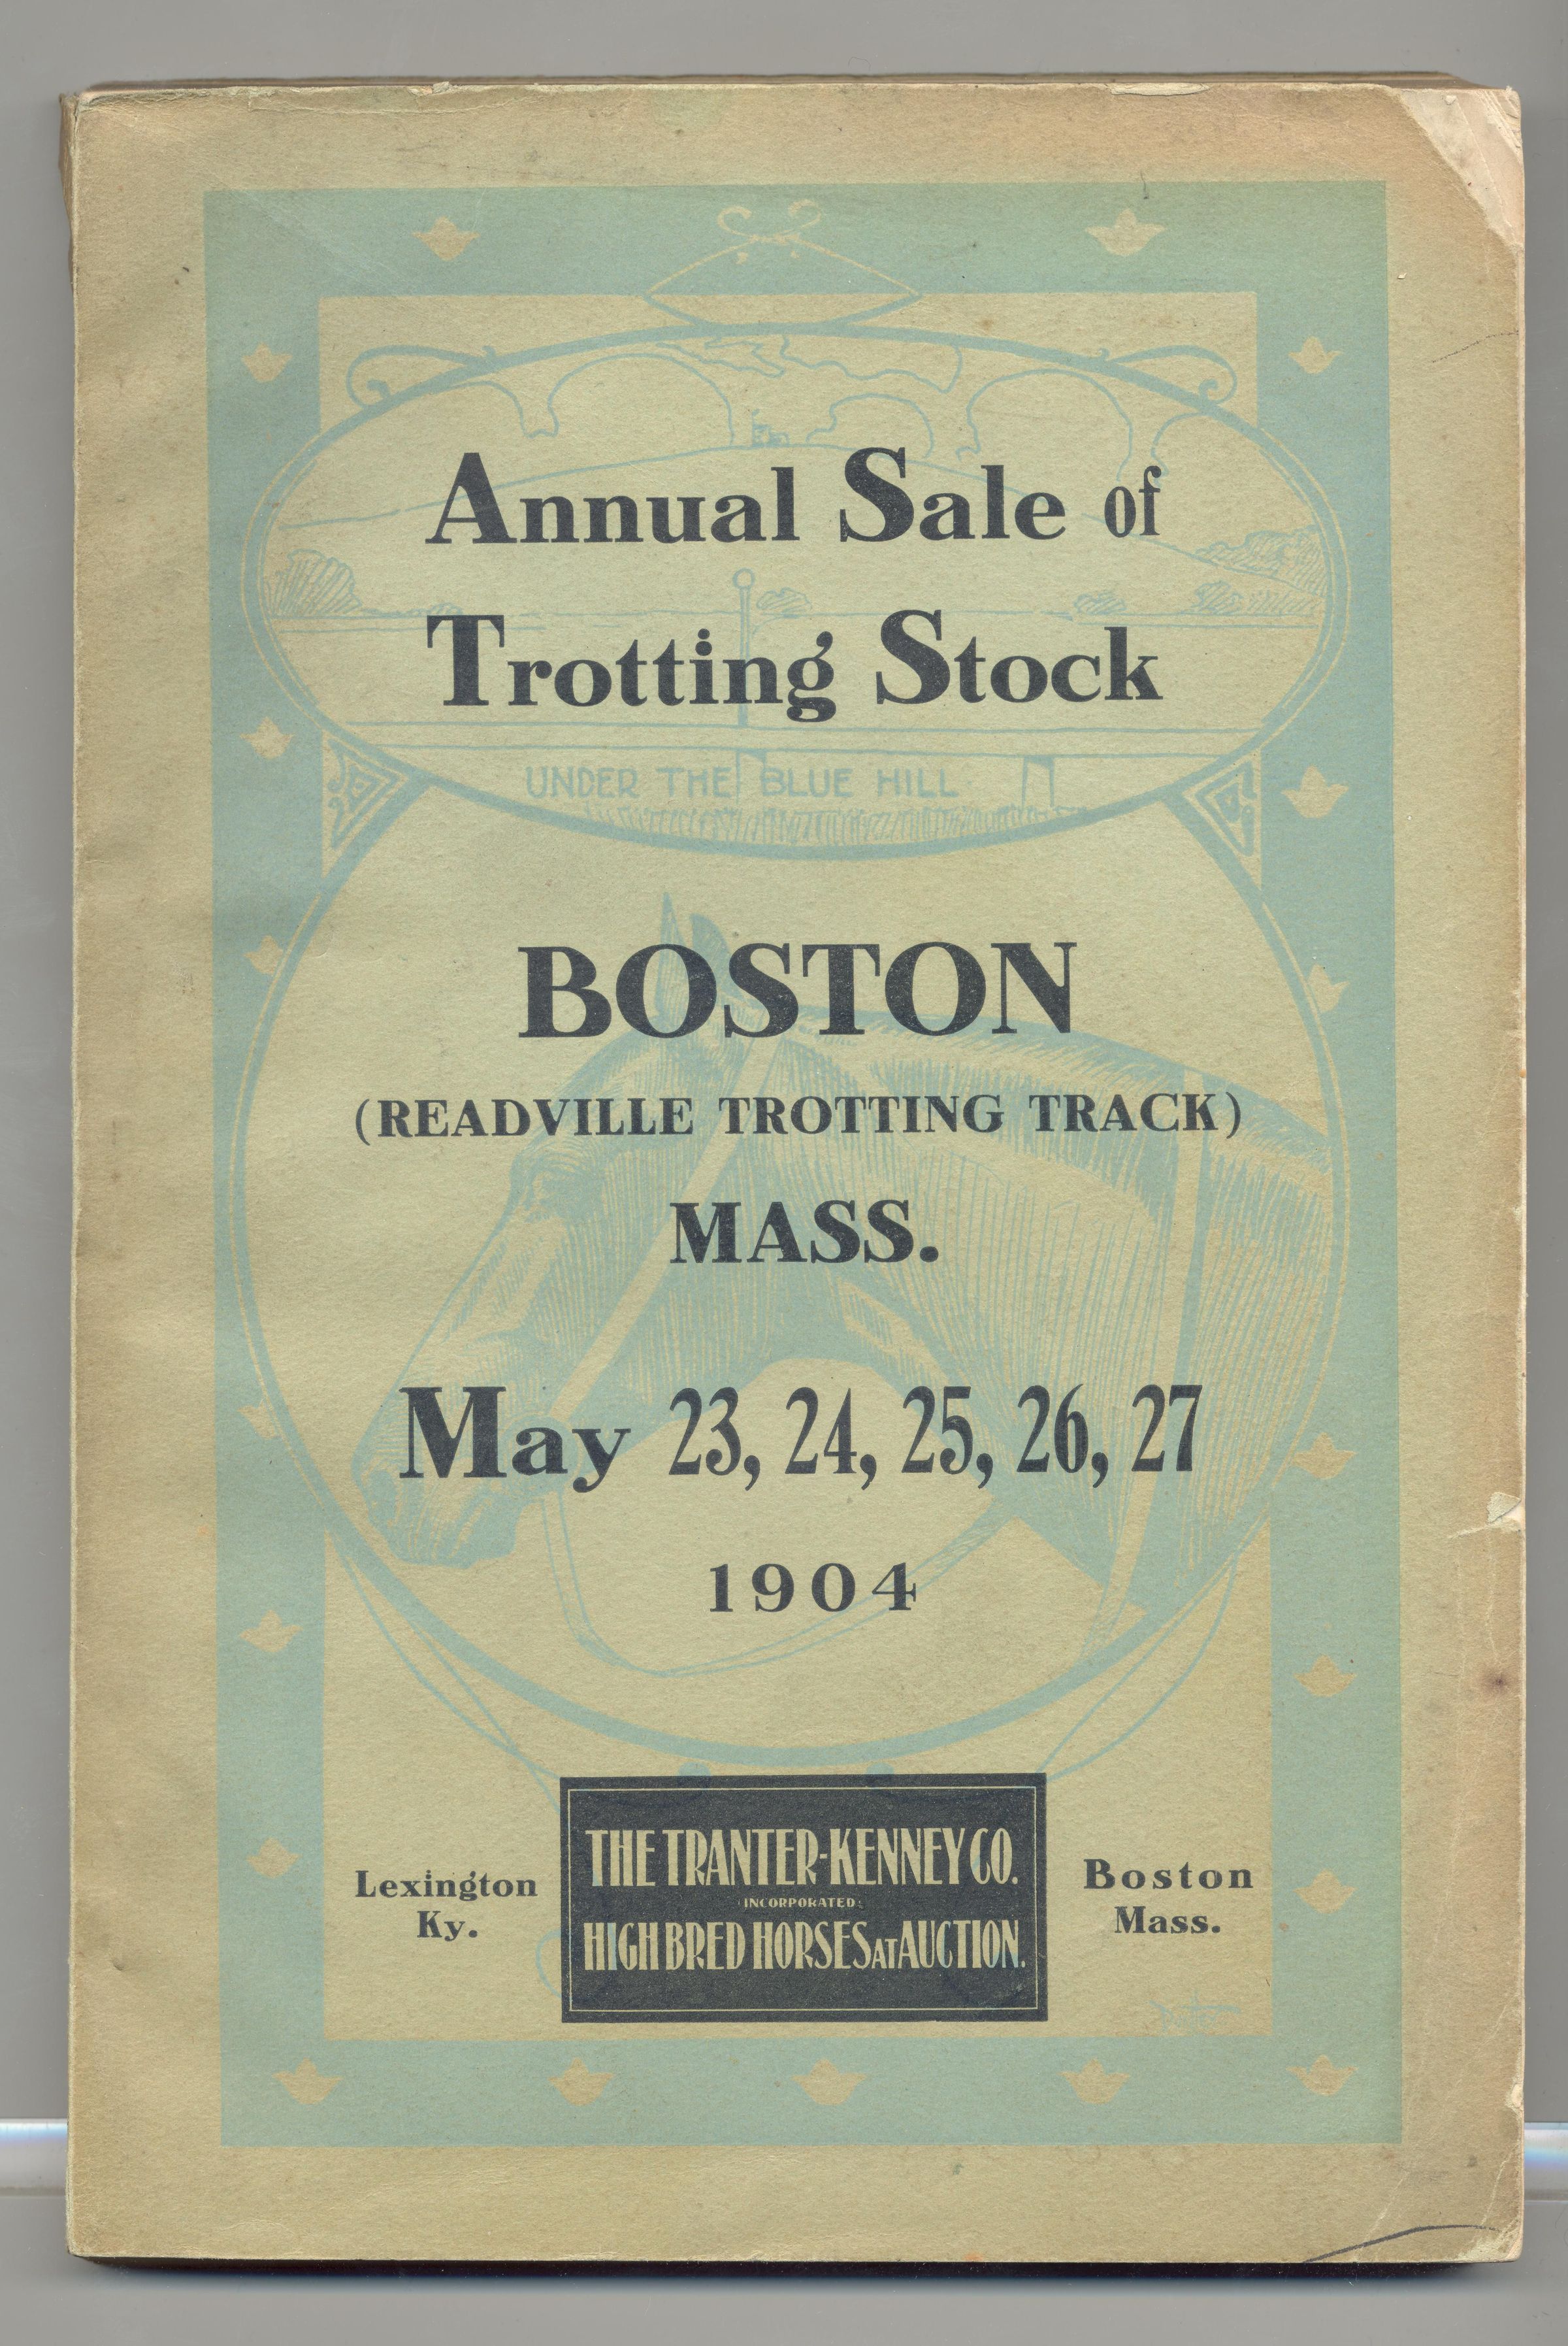 Annual Sale of
Trotting Stock
UNDER THE BLUE HILL
BOSTON
(READVILLE TROTTING TRACK)
MASS.
May 23, 24, 25, 26, 27
1904
Lexington
Ky.
THE TRANTER-KENNEY CO.
INCORPORATED
HIGH BRED HORSES AT AUCTION.
Boston
Mass.